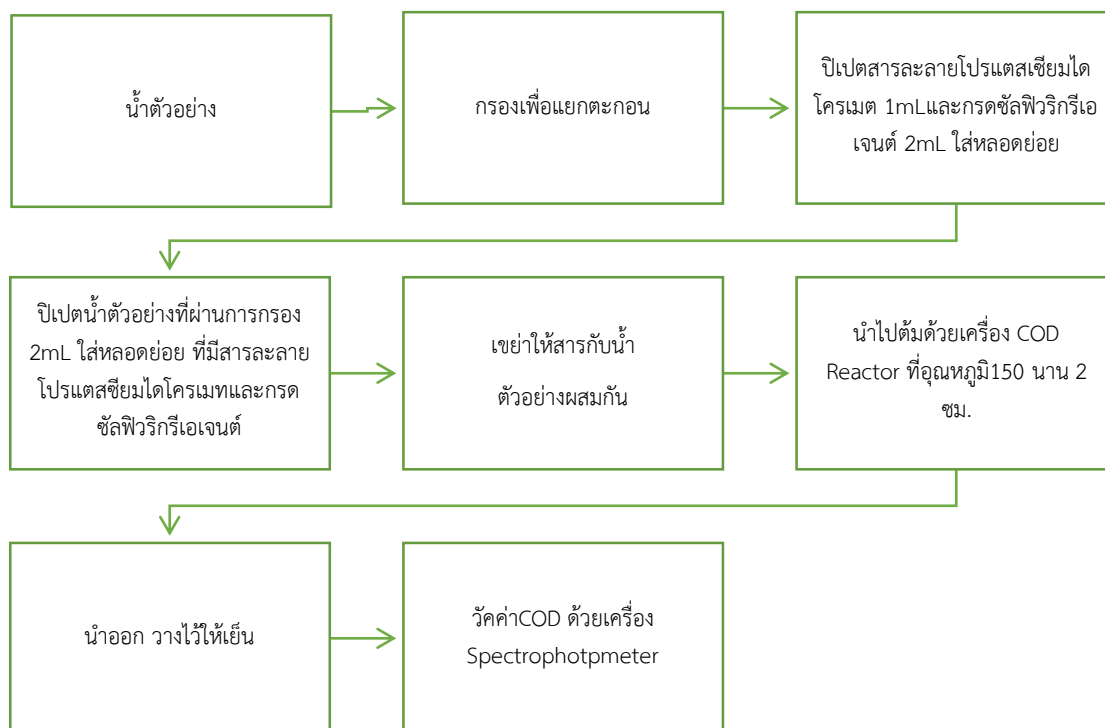 น้ำตัวอย่าง
กรองเพื่อแยกตะกอน
ปิเปตสารละลายโปรแตสเซียมได
โครเมต 1mLและกรดซัลฟิวริกรีเอ
เจนต์ 2mL ใส่หลอดย่อย
ปิเปตน้ำตัวอย่างที่ผ่านการกรอง
2mL ใส่หลอดย่อย ที่มีสารละลาย
โปรแตสซียมไดโครเมทและกรด
ซัลฟิวริกรีเอเจนต์
เขย่าให้สารกับน้ำ
ตัวอย่างผสมกัน
นำไปต้มด้วยเครื่อง COD
Reactor ที่อุณหภูมิ150 นาน 2
ชม.
นำออก วางไว้ให้เย็น
วัคค่าCOD ด้วยเครื่อง
Spectrophotpmeter